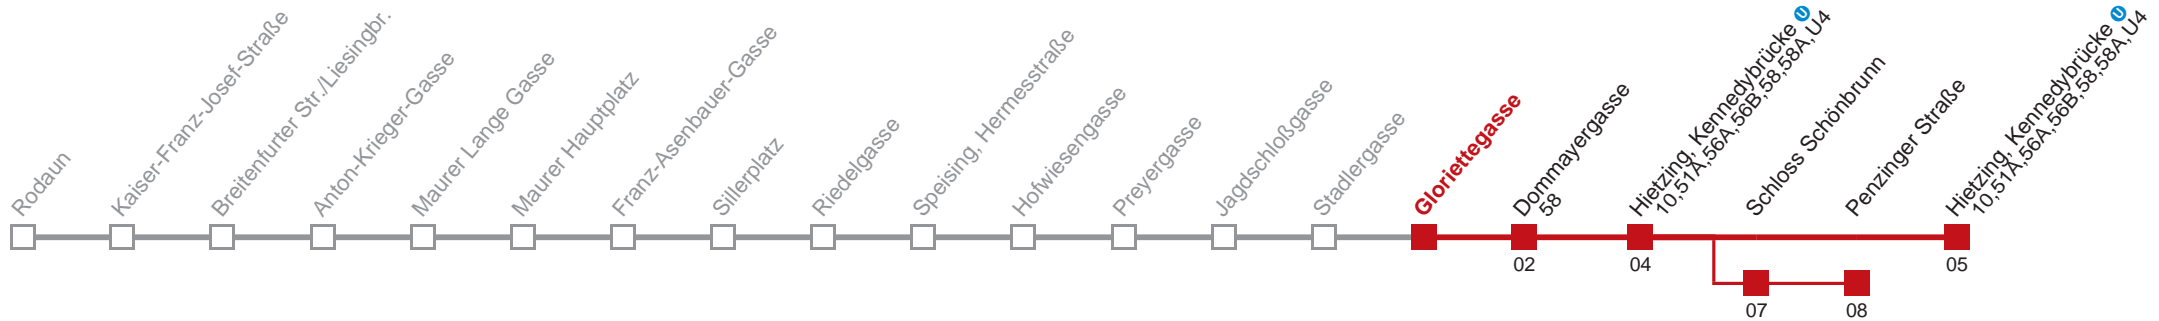 Rodaun
Kaiser-Franz-Josef-Straße
Breitenfurter Str./Liesingbr.
Anton-Krieger-Gasse
Maurer Lange Gasse
Maurer Hauptplatz
Franz-Asenbauer-Gasse
Sillerplatz
Riedelgasse
Speising, Hermesstraße
Hofwiesengasse
Preyergasse
Jagdschloßgasse
Stadlergasse
Gloriettegasse
Dommayergasse
58
Hietzing, Kennedybrücke U
10,51A,56A,56B,58,58A,U4
Schloss Schönbrunn
Penzinger Straße
Hietzing, Kennedybrücke U
10,51A,56A,56B,58,58A,U4
02
04
05
07
08